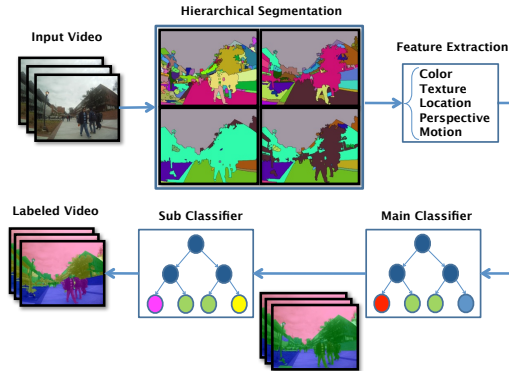 Hierarchical Segmentation
Input Video
Feature Extraction
Color
Texture
Location
Perspective
Motion
Labeled Video
Sub Classifier
Main Classifier